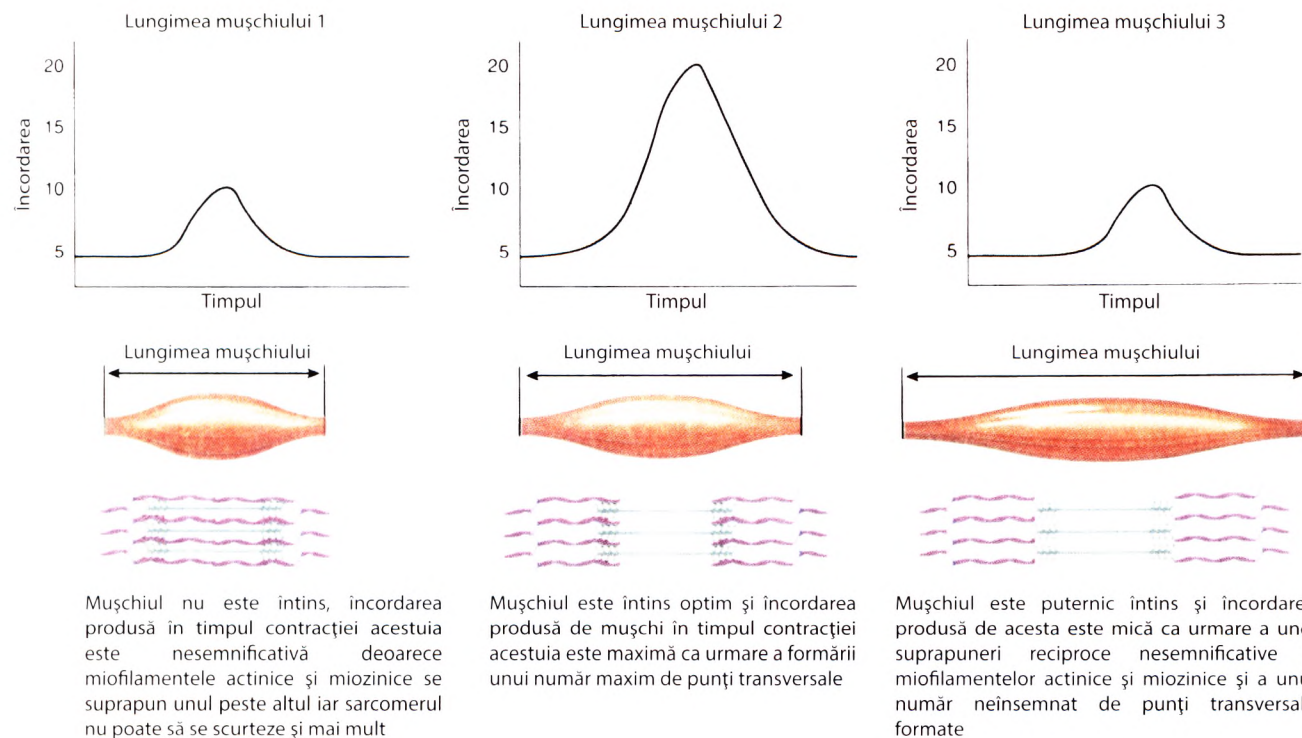 Lungimea mușchiului 1
Încordarea
20
15
10
5
Timpul
Lungimea mușchiului
Mușchiul nu este întins, încordarea
produsă în timpul contracției acestuia
este nesemnificativă deoarece
miofilamentele actinice și miozinice se
suprapun unul peste altul iar sarcomerul
nu poate să se scurteze și mai mult
Lungimea mușchiului 2
Încordarea
20
15
10
5
Timpul
Lungimea mușchiului
Mușchiul este întins optim și încordarea
produsă de mușchi în timpul contracției
acestuia este maximă ca urmare a formării
unui număr maxim de punți transversale
Lungimea mușchiului 3
Încordarea
20
15
10
5
Timpul
Lungimea mușchiului
Mușchiul este puternic întins și încordare
produsă de acesta este mică ca urmare a une
suprapuneri reciproce nesemnificative
miofilamentelor actinice și miozinice și a unu
număr neînsemnat de punți transversal
formate